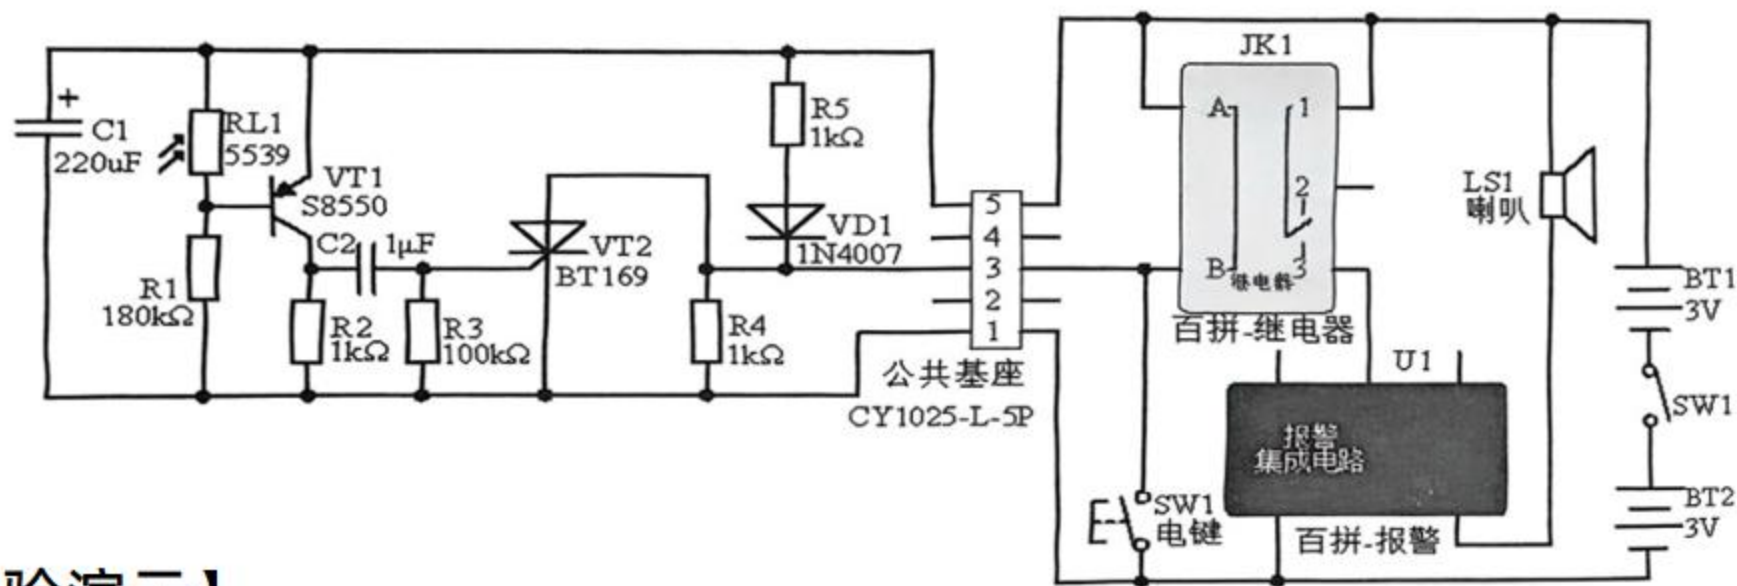 +
C1
220uF
RL1
5539
VT1
S8550
R1
180kΩ
C2
1μF
R2
1kΩ
R3
100kΩ
VT2
BT169
R4
1kΩ
R5
1kΩ
VD1
1N4007
5
4
3
2
1
公共基座
CY1025-L-5P
JK1
A
1
2
B
继电器
3
百拼-继电器
U1
报警
集成电路
百拼-报警
SW1
电键
LS1
喇叭
BT1
3V
SW1
BT2
3V